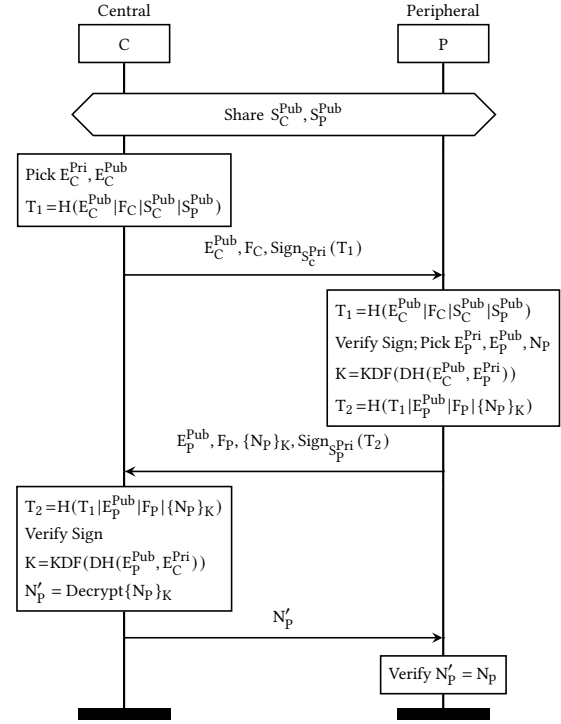 Central Peripheral
C P
Share S_C^Pub, S_P^Pub
Pick E_C^Pri, E_C^Pub
T_1=H(E_C^Pub|F_C|S_C^Pub|S_P^Pub)
E_C^Pub, F_C, Sign_{S_c^Pri}(T_1)
T_1=H(E_C^Pub|F_C|S_C^Pub|S_P^Pub)
Verify Sign; Pick E_P^Pri, E_P^Pub, N_P
K=KDF(DH(E_C^Pub, E_P^Pri))
T_2=H(T_1|E_P^Pub|F_P|{N_P}_K)
E_P^Pub, F_P, {N_P}_K, Sign_{S_P^Pri}(T_2)
T_2=H(T_1|E_P^Pub|F_P|{N_P}_K)
Verify Sign
K=KDF(DH(E_P^Pub, E_C^Pri))
N′_P = Decrypt{N_P}_K
N′_P
Verify N′_P = N_P